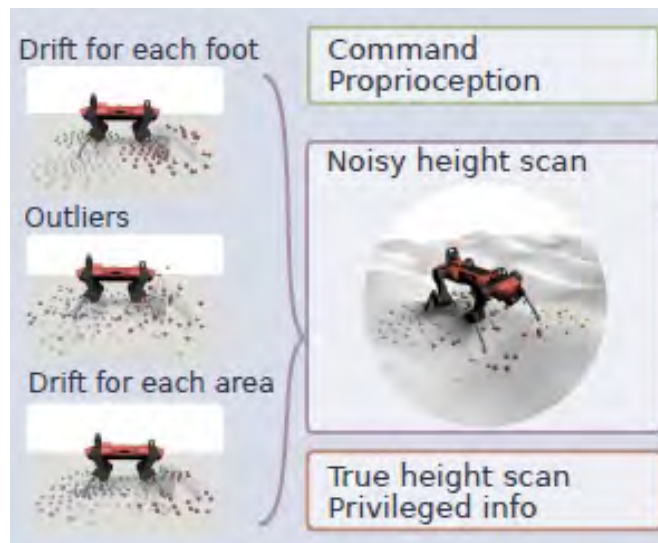 Drift for each foot
Outliers
Drift for each area
Command
Proprioception
Noisy height scan
True height scan
Privileged info